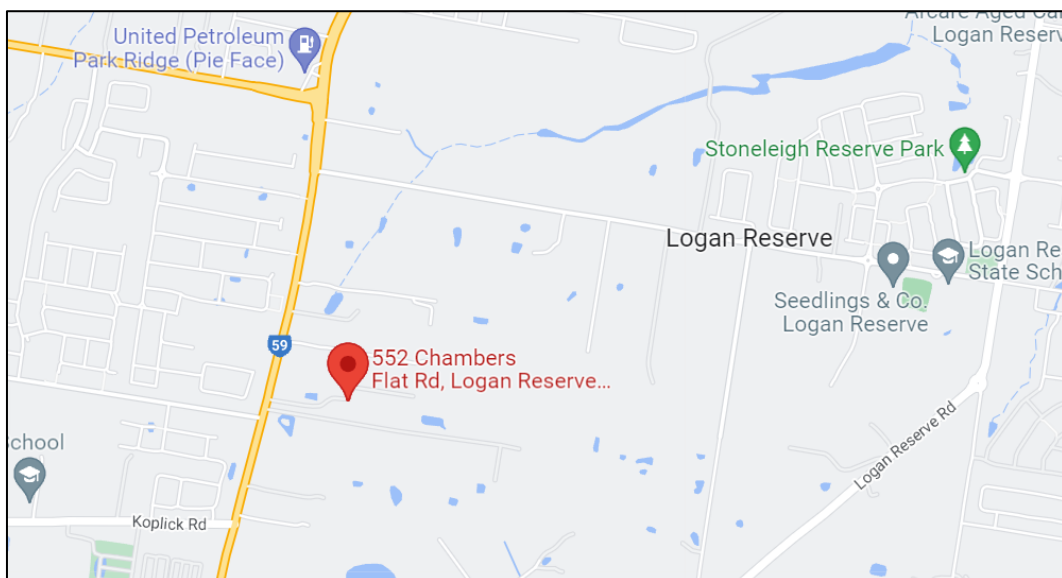 United Petroleum
Park Ridge (Pie Face)
Arcare Aged Ca
Logan Reserv
Stoneleigh Reserve Park
Logan Reserve
Logan Re
State Sch
Seedlings & Co.
Logan Reserve
59
552 Chambers
Flat Rd, Logan Reserve...
Logan Reserve Rd
School
Koplick Rd